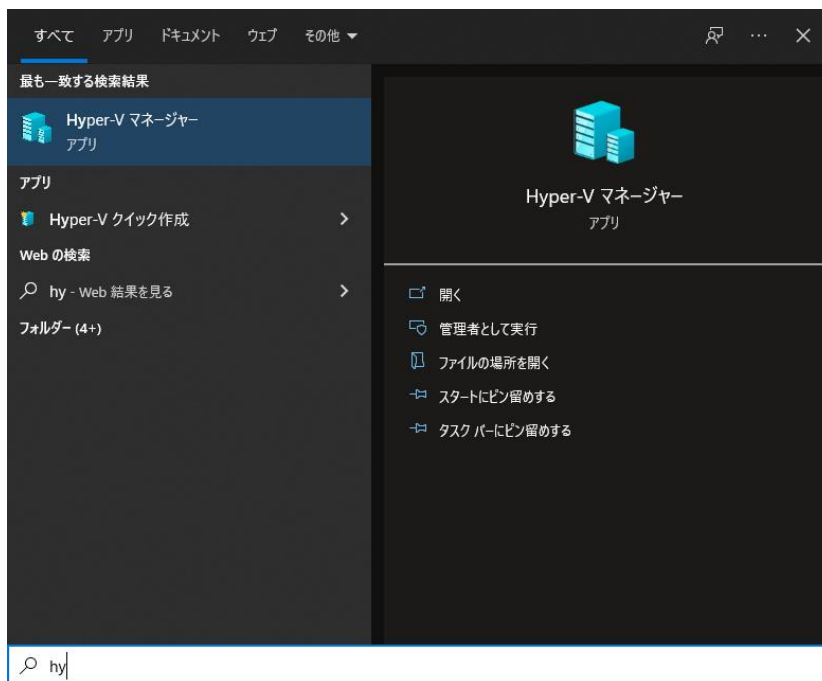 すべて アプリ ドキュメント ウェブ その他
最も一致する検索結果
Hyper-V マネージャー
アプリ
アプリ
Hyper-V クイック作成
Web の検索
hy - Web 結果を見る
フォルダー (4+)
Hyper-V マネージャー
アプリ
開く
管理者として実行
ファイルの場所を開く
スタートにピン留めする
タスク バーにピン留めする
hy